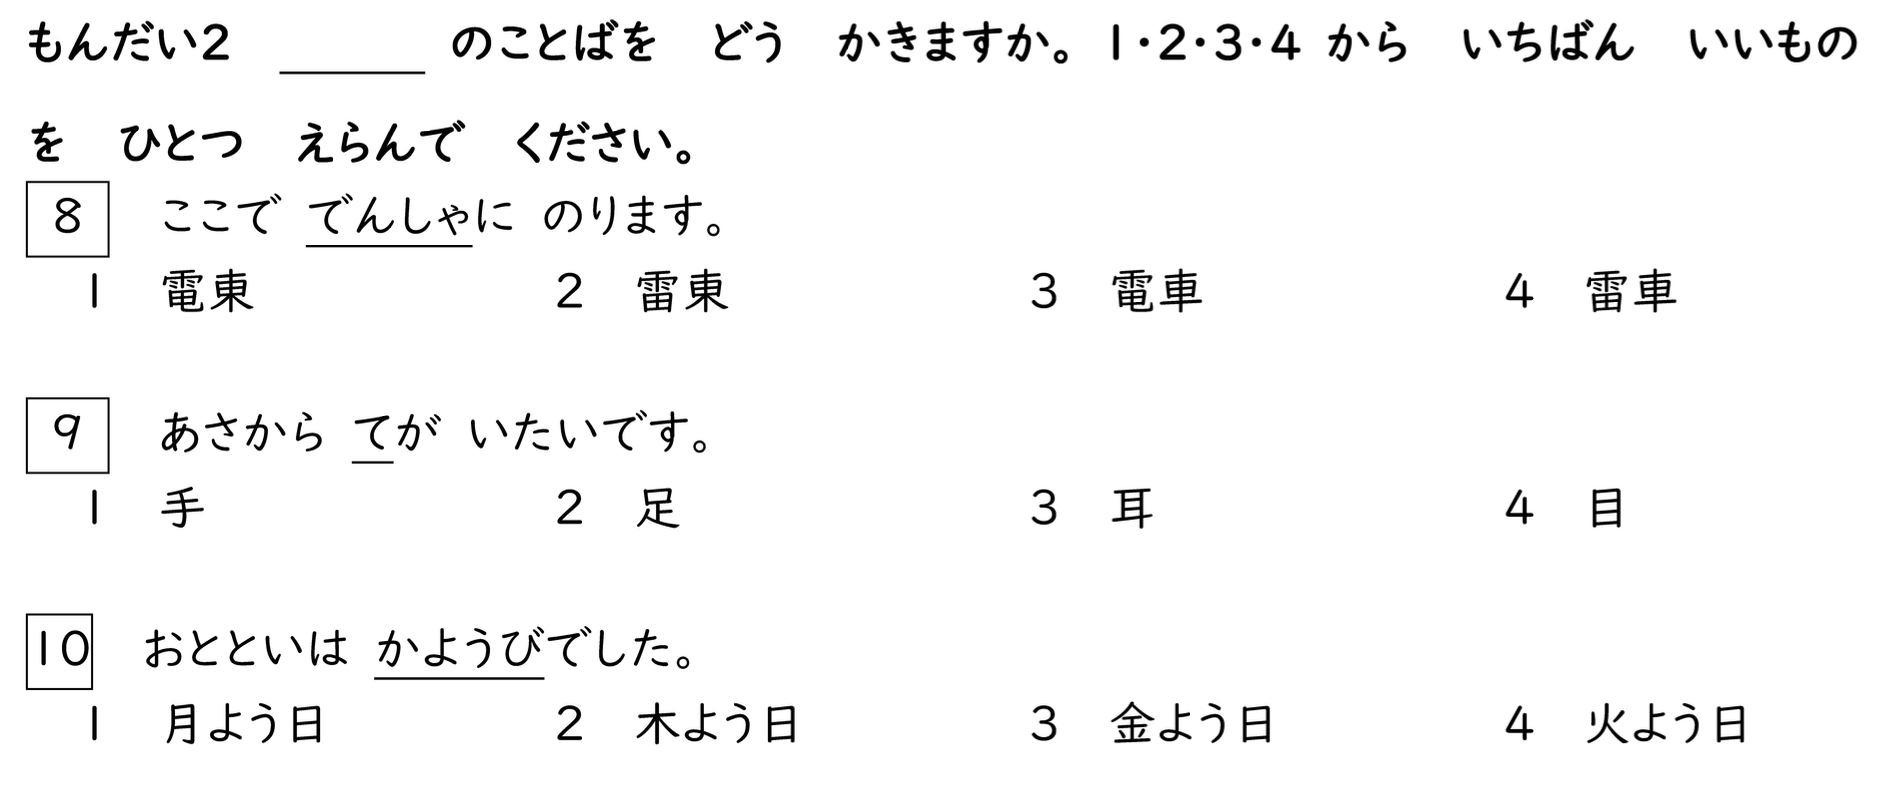 もんだい2　＿＿＿　のことばを　どう　かきますか。1・2・3・4 から　いちばん　いいもの
を　ひとつ　えらんで　ください。
8　ここで でんしゃに のります。
1　電東　2　雷東　3　電車　4　雷車
9　あさから てが いたいです。
1　手　2　足　3　耳　4　目
10　おとといは かようびでした。
1　月よう日　2　木よう日　3　金よう日　4　火よう日